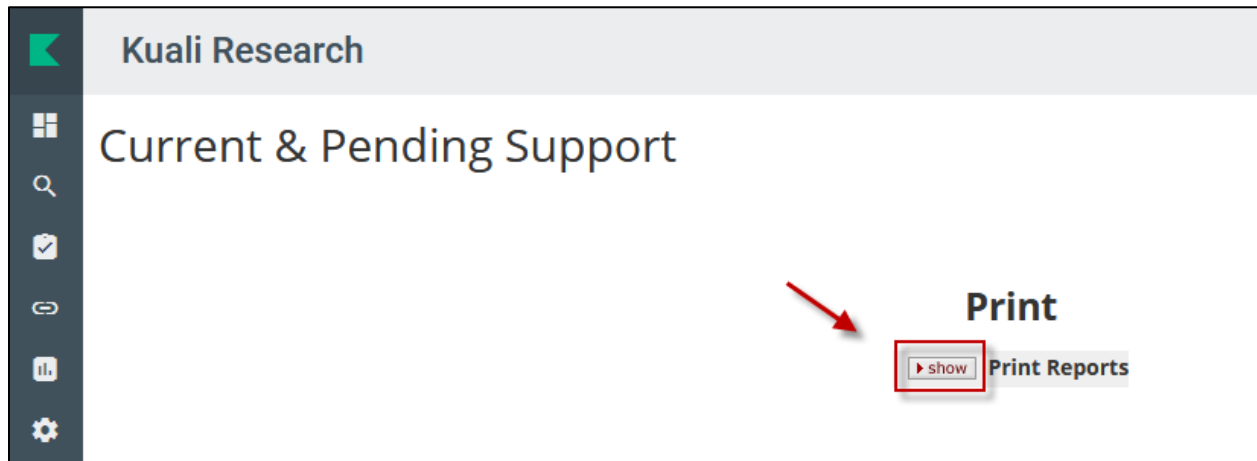 Kuali Research
Current & Pending Support
Print
show Print Reports